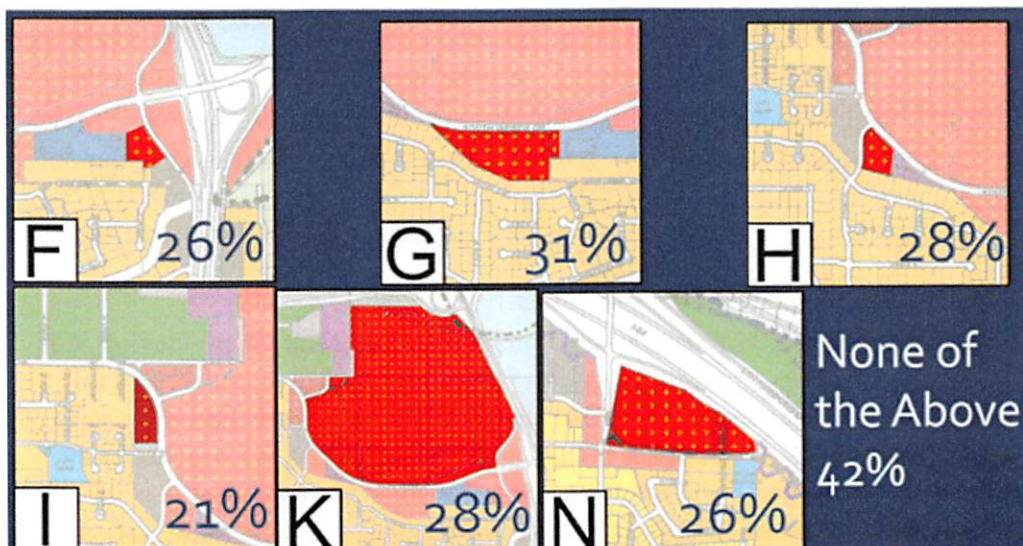 F
26%
G
31%
H
28%
I
21%
K
28%
N
26%
None of
the Above
42%